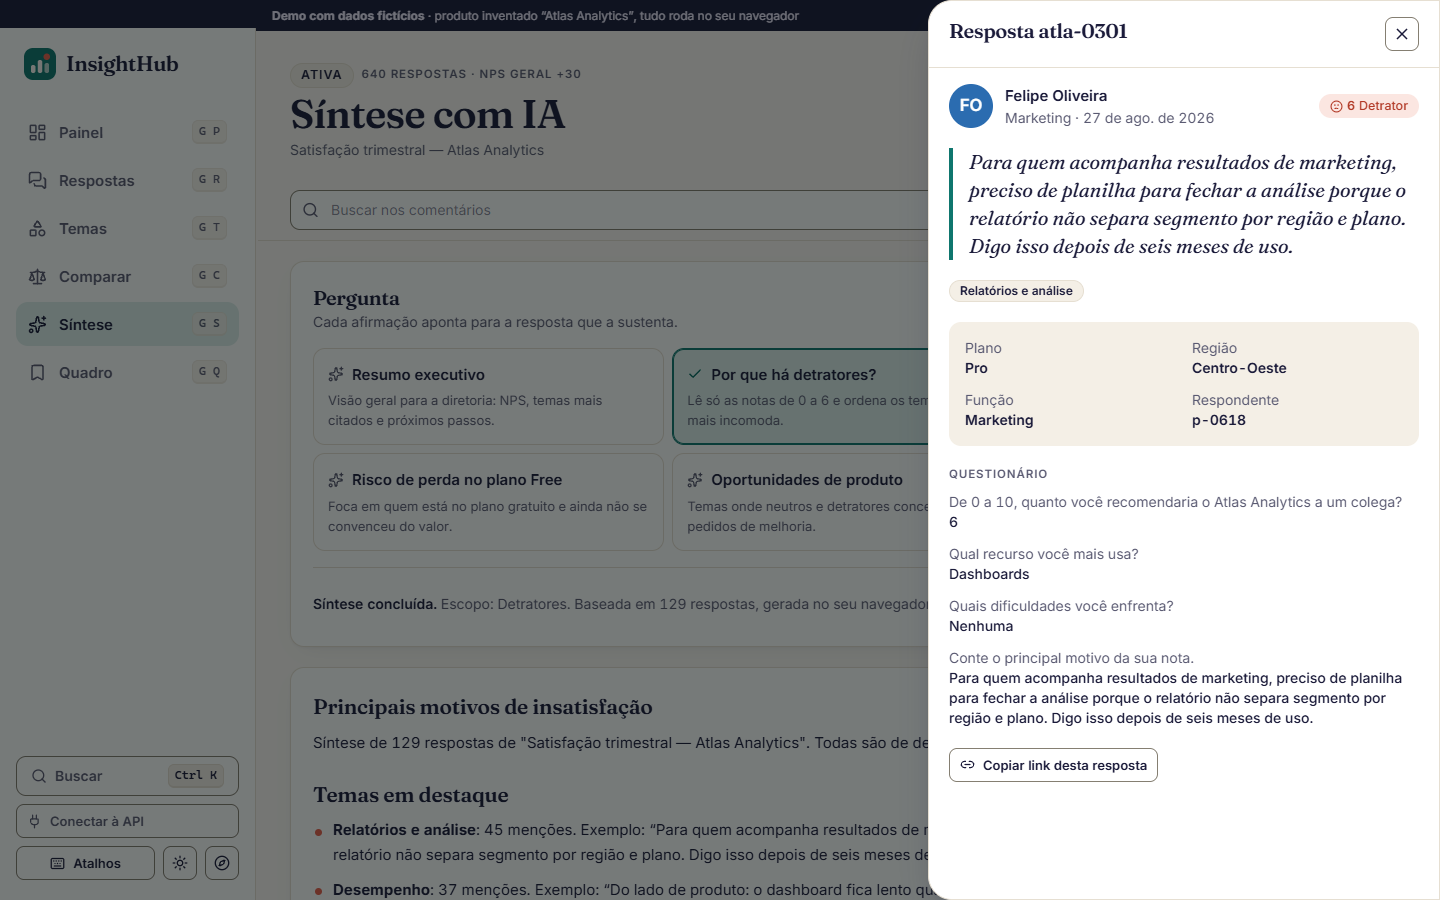 Demo com dados fictícios · produto inventado “Atlas Analytics”, tudo roda no seu navegador
InsightHub
Painel
G P
Respostas
G R
Temas
G T
Comparar
G C
Síntese
G S
Quadro
G Q
Buscar
Ctrl K
Conectar à API
Atalhos
ATIVA
640 RESPOSTAS · NPS GERAL +30
Síntese com IA
Satisfação trimestral — Atlas Analytics
Buscar nos comentários
Pergunta
Cada afirmação aponta para a resposta que a sustenta.
Resumo executivo
Visão geral para a diretoria: NPS, temas mais
citados e próximos passos.
Por que há detratores?
Lê só as notas de 0 a 6 e ordena os
mais incomoda.
Risco de perda no plano Free
Foca em quem está no plano gratuito e ainda não se
convenceu do valor.
Oportunidades de produto
Temas onde neutros e detratores
pedidos de melhoria.
Síntese concluída. Escopo: Detratores. Baseada em 129 respostas, gerada no seu navegador
Principais motivos de insatisfação
Síntese de 129 respostas de "Satisfação trimestral — Atlas Analytics". Todas são de
Temas em destaque
Relatórios e análise: 45 menções. Exemplo: “Para quem acompanha resultados de
relatório não separa segmento por região e plano. Digo isso depois de seis meses
Desempenho: 37 menções. Exemplo: “Do lado de produto: o dashboard fica lento
Resposta atla-0301
FO
Felipe Oliveira
Marketing · 27 de ago. de 2026
6 Detrator
Para quem acompanha resultados de marketing,
preciso de planilha para fechar a análise porque o
relatório não separa segmento por região e plano.
Digo isso depois de seis meses de uso.
Relatórios e análise
Plano
Pro
Região
Centro-Oeste
Função
Marketing
Respondente
p-0618
QUESTIONÁRIO
De 0 a 10, quanto você recomendaria o Atlas Analytics a um colega?
6
Qual recurso você mais usa?
Dashboards
Quais dificuldades você enfrenta?
Nenhuma
Conte o principal motivo da sua nota.
Para quem acompanha resultados de marketing, preciso de planilha
para fechar a análise porque o relatório não separa segmento por
região e plano. Digo isso depois de seis meses de uso.
Copiar link desta resposta